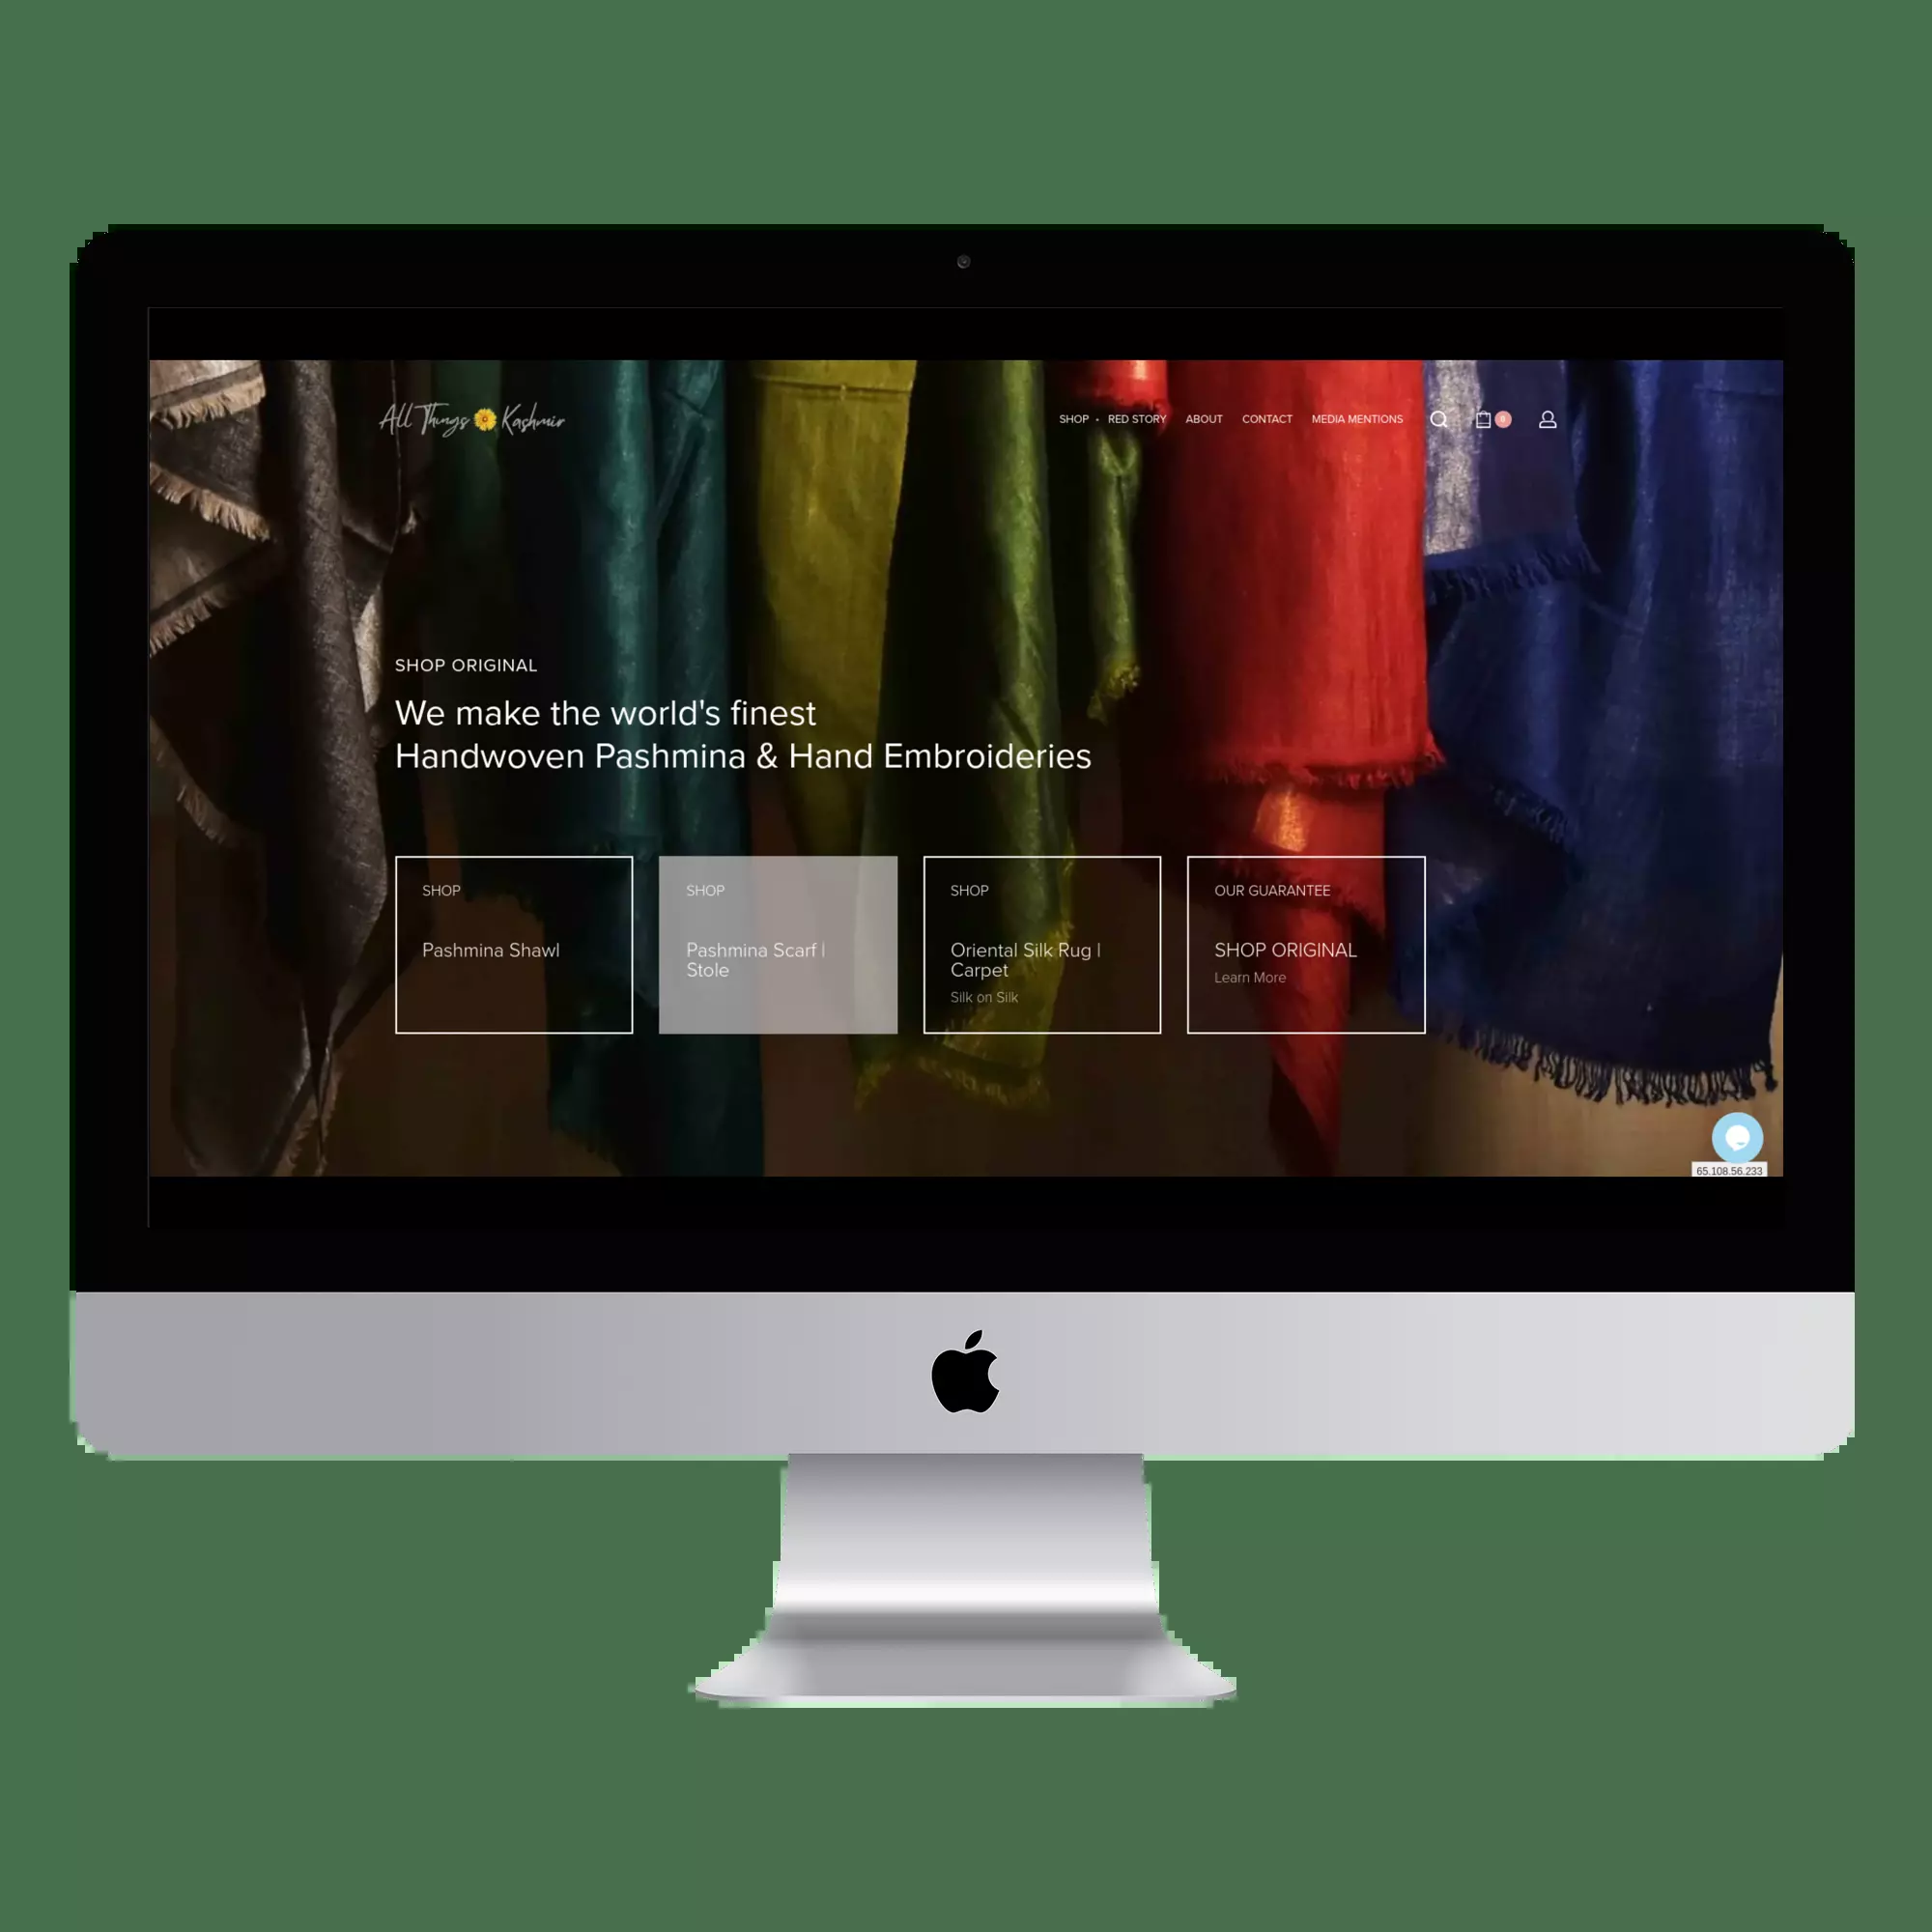 All Things Kashmir
SHOP
RED STORY
ABOUT
CONTACT
MEDIA MENTIONS
0
SHOP ORIGINAL
We make the world's finest
Handwoven Pashmina & Hand Embroideries
SHOP
Pashmina Shawl
SHOP
Pashmina Scarf |
Stole
SHOP
Oriental Silk Rug |
Carpet
Silk on Silk
OUR GUARANTEE
SHOP ORIGINAL
Learn More
65.108.56.233